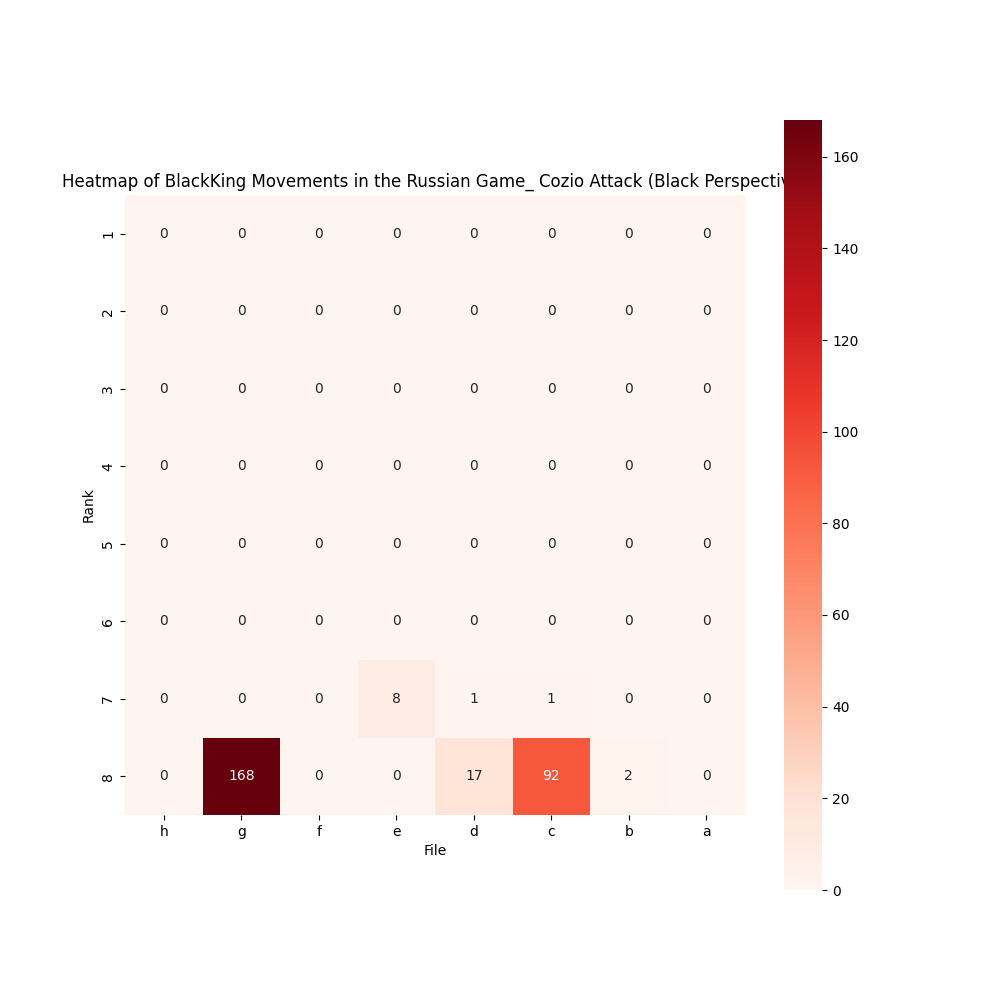 Heatmap of BlackKing Movements in the Russian Game_ Cozio Attack (Black
160
1 0 0 0 0 0 0 0 0
140
2 0 0 0 0 0 0 0 0
3 0 0 0 0 0 0 0 0
120
4 0 0 0 0 0 0 0 0
100
Rank
5 0 0 0 0 0 0 0 0
80
6 0 0 0 0 0 0 0 0
60
7 0 0 0 8 1 1 0 0
40
8 0 168 0 0 17 92 2 0
20
h g f e d c b a
File
0